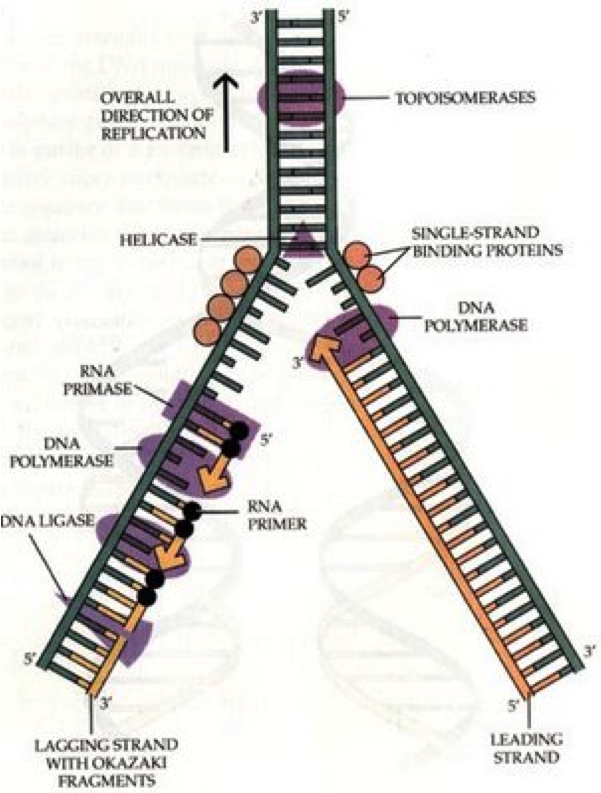 3'
5'
OVERALL
DIRECTION OF
REPLICATION
TOPOISOMERASES
HELICASE
SINGLE-STRAND
BINDING PROTEINS
DNA
POLYMERASE
3'
RNA
PRIMASE
5'
DNA
POLYMERASE
RNA
PRIMER
DNA LIGASE
5'
3'
3'
5'
LAGGING STRAND
WITH OKAZAKI
FRAGMENTS
LEADING
STRAND